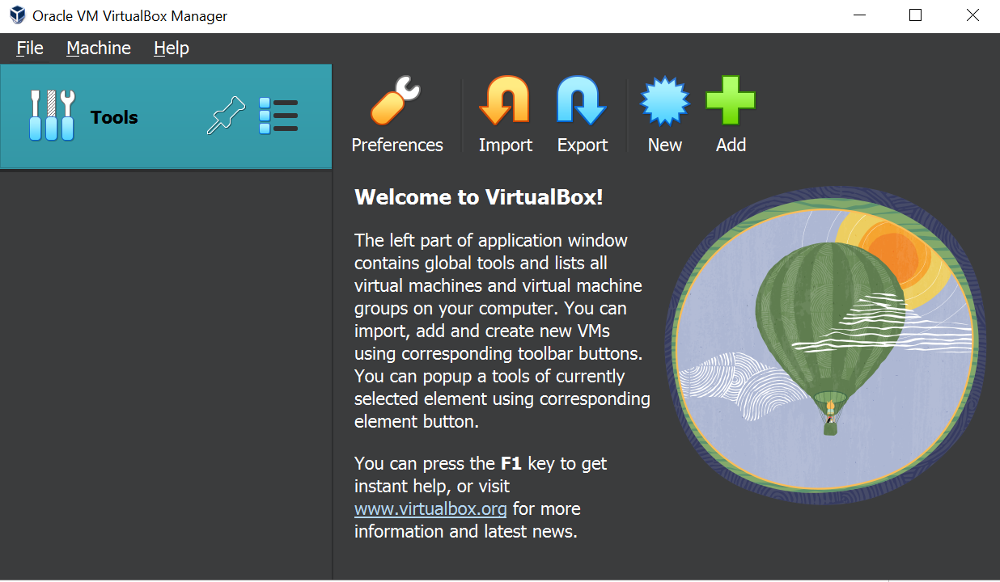 Oracle VM VirtualBox Manager
File Machine Help
Tools
Preferences Import Export New Add
Welcome to VirtualBox!
The left part of application window
contains global tools and lists all
virtual machines and virtual machine
groups on your computer. You can
import, add and create new VMs
using corresponding toolbar buttons.
You can popup a tools of currently
selected element using corresponding
element button.
You can press the F1 key to get
instant help, or visit
www.virtualbox.org for more
information and latest news.